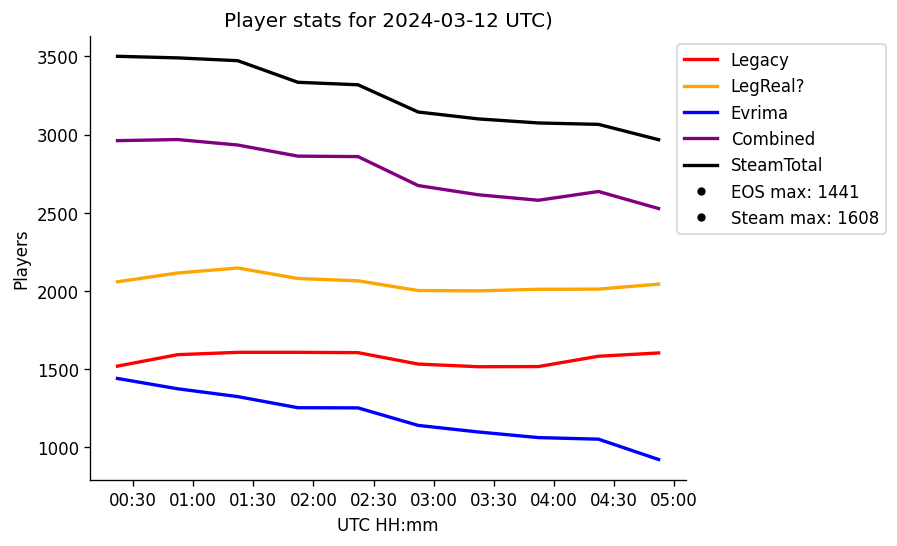 Player stats for 2024-03-12 UTC)
3500
3000
2500
2000
1500
1000
Players
00:30 01:00 01:30 02:00 02:30 03:00 03:30 04:00 04:30 05:00
UTC HH:mm
Legacy
LegReal?
Evrima
Combined
SteamTotal
EOS max: 1441
Steam max: 1608